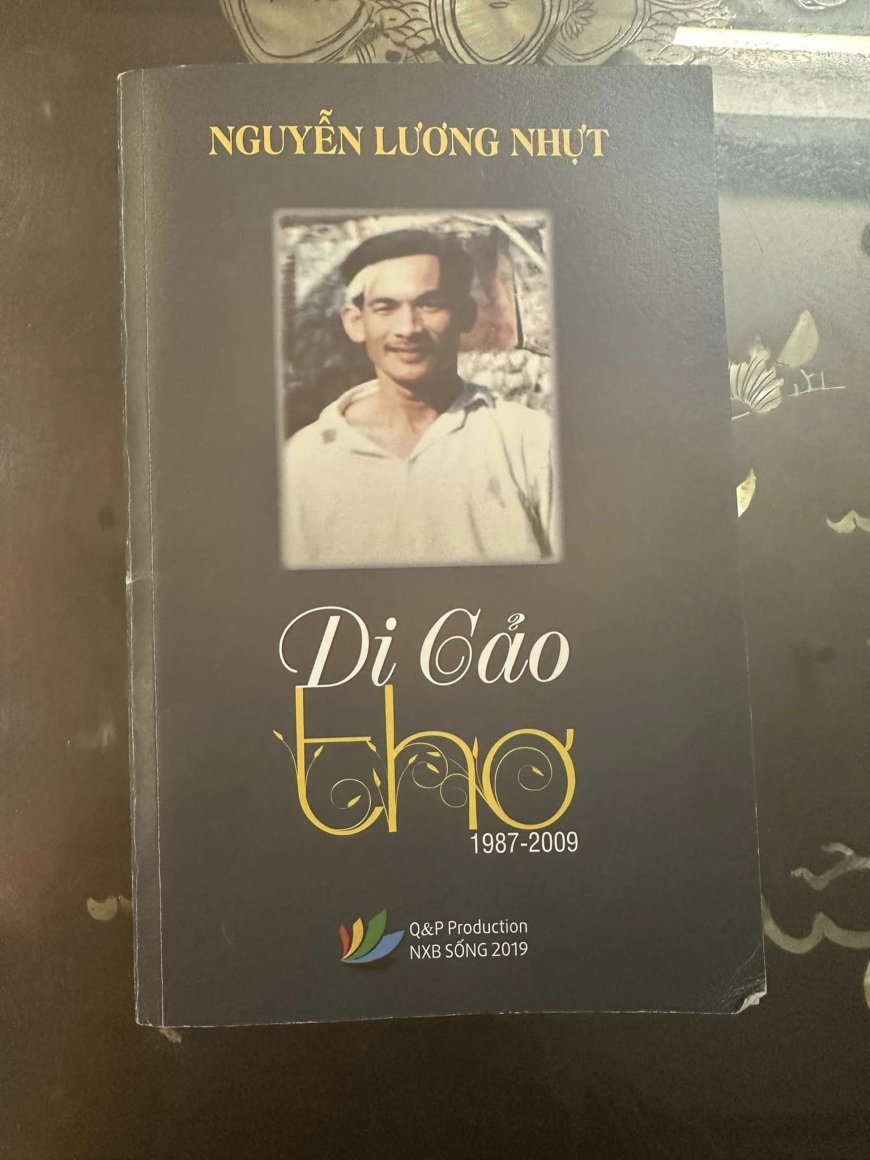 NGUYỄN LƯƠNG NHỰT
Di Cảo
thơ
1987-2009
Q&P Production
NXB SỐNG 2019